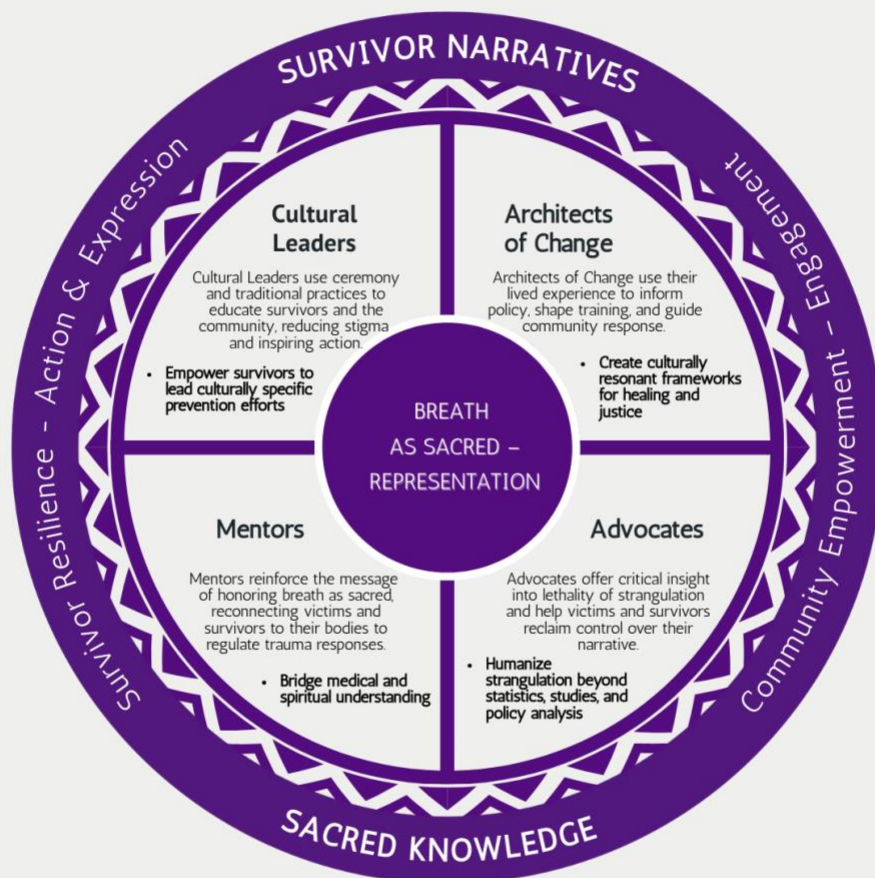 SURVIVOR NARRATIVES
Survivor Resilience - Action & Expression
Community Empowerment – Engagement
Cultural
Leaders
Cultural Leaders use ceremony
and traditional practices to
educate survivors and the
community, reducing stigma
and inspiring action.
• Empower survivors to
lead culturally specific
prevention efforts
Architects
of Change
Architects of Change use their
lived experience to inform
policy, shape training, and guide
community response.
• Create culturally
resonant frameworks
for healing and
justice
BREATH
AS SACRED –
REPRESENTATION
Mentors
Mentors reinforce the message
of honoring breath as sacred,
reconnecting victims and
survivors to their bodies to
regulate trauma responses.
• Bridge medical and
spiritual understanding
Advocates
Advocates offer critical insight
into lethality of strangulation
and help victims and survivors
reclaim control over their
narrative.
• Humanize
strangulation beyond
statistics, studies, and
policy analysis
SACRED KNOWLEDGE